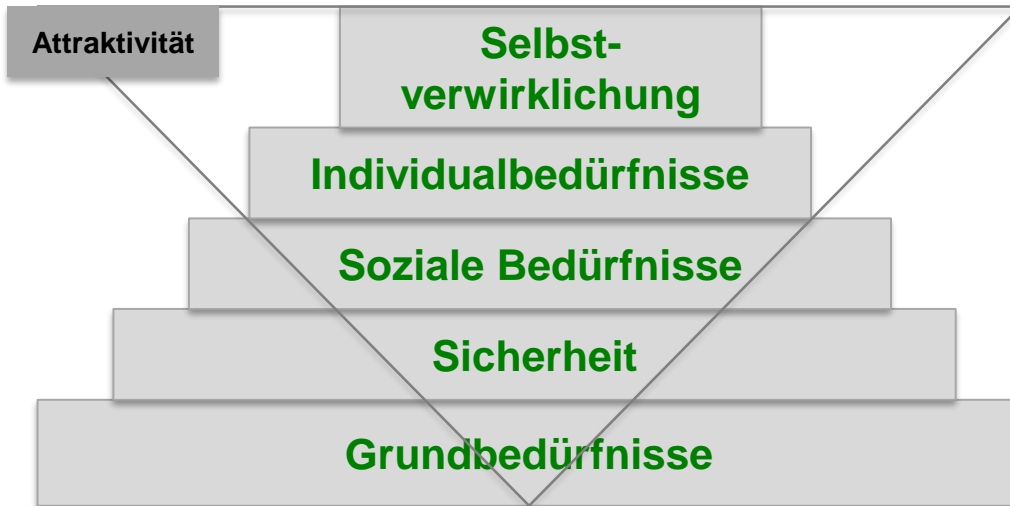 Attraktivität
Selbst-
verwirklichung
Individualbedürfnisse
Soziale Bedürfnisse
Sicherheit
Grundbedürfnisse